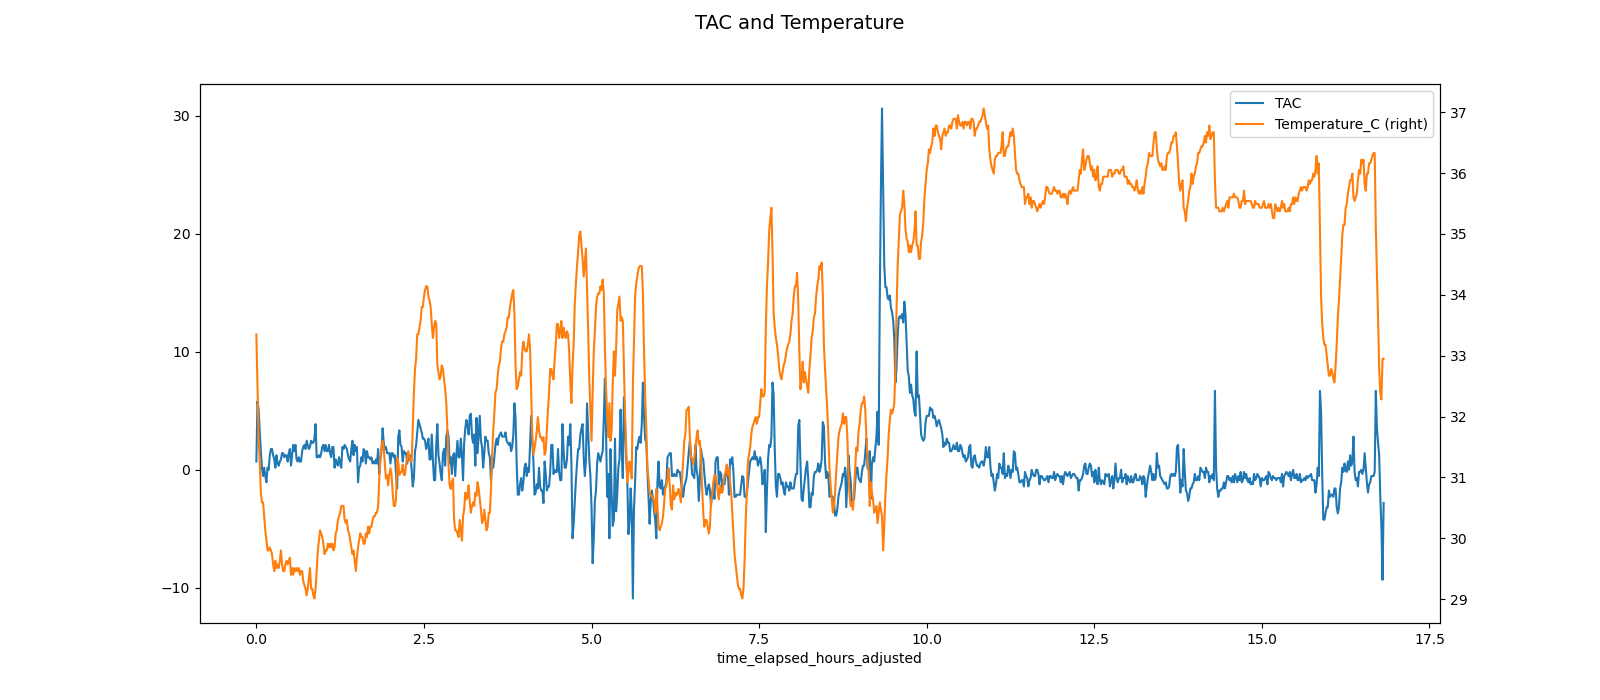 TAC and Temperature
TAC
Temperature_C (right)
30
20
10
0
−10
37
36
35
34
33
32
31
30
29
0.0 2.5 5.0 7.5 10.0 12.5 15.0 17.5
time_elapsed_hours_adjusted